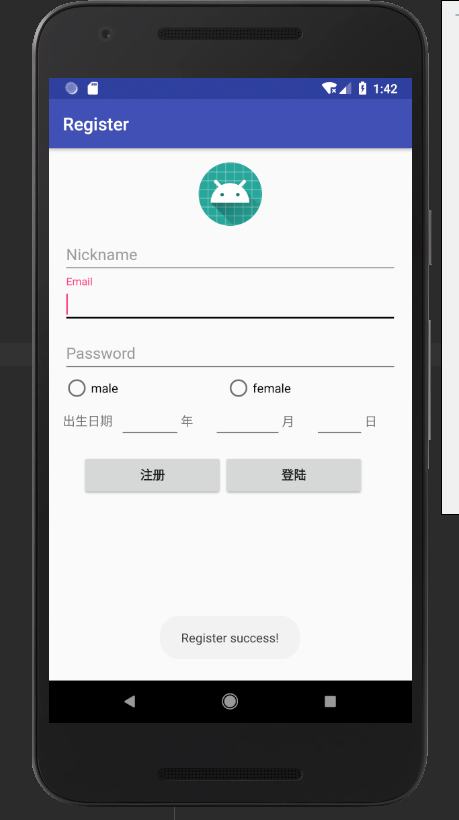 1:42
Register
Nickname
Email
Password
male female
出生日期 年 月 日
注册 登陆
Register success!